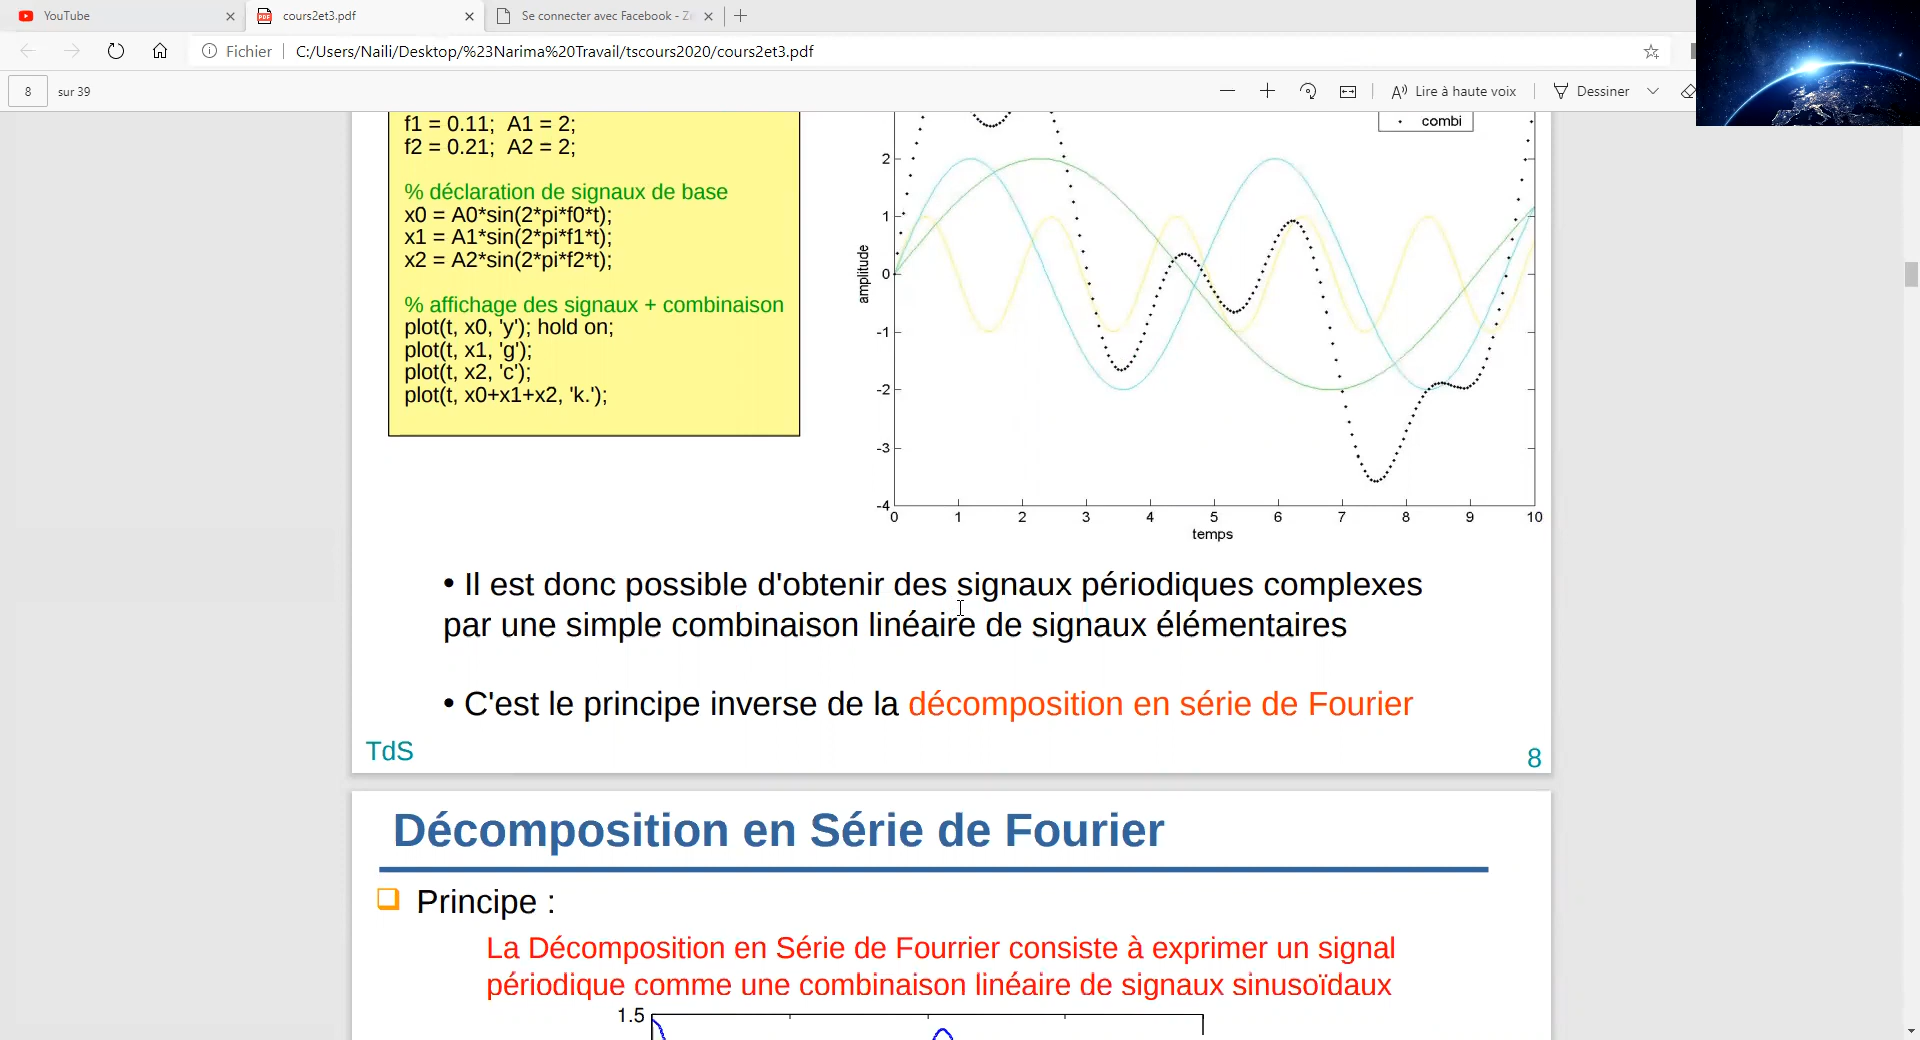 YouTube
cours2et3.pdf
Se connecter avec Facebook - Z
Fichier
C:/Users/Naili/Desktop/%23Narima%20Travail/tscours2020/cours2et3.pdf
8
sur 39
Lire à haute voix
Dessiner
f1 = 0.11; A1 = 2;
f2 = 0.21; A2 = 2;
% déclaration de signaux de base
x0 = A0*sin(2*pi*f0*t);
x1 = A1*sin(2*pi*f1*t);
x2 = A2*sin(2*pi*f2*t);
% affichage des signaux + combinaison
plot(t, x0, 'y'); hold on;
plot(t, x1, 'g');
plot(t, x2, 'c');
plot(t, x0+x1+x2, 'k.');
combi
2
1
0
-1
-2
-3
-4
amplitude
0 1 2 3 4 5 6 7 8 9 10
temps
• Il est donc possible d'obtenir des signaux périodiques complexes
par une simple combinaison linéaire de signaux élémentaires
• C'est le principe inverse de la décomposition en série de Fourier
TdS
8
Décomposition en Série de Fourier
Principe :
La Décomposition en Série de Fourrier consiste à exprimer un signal
périodique comme une combinaison linéaire de signaux sinusoïdaux
1.5